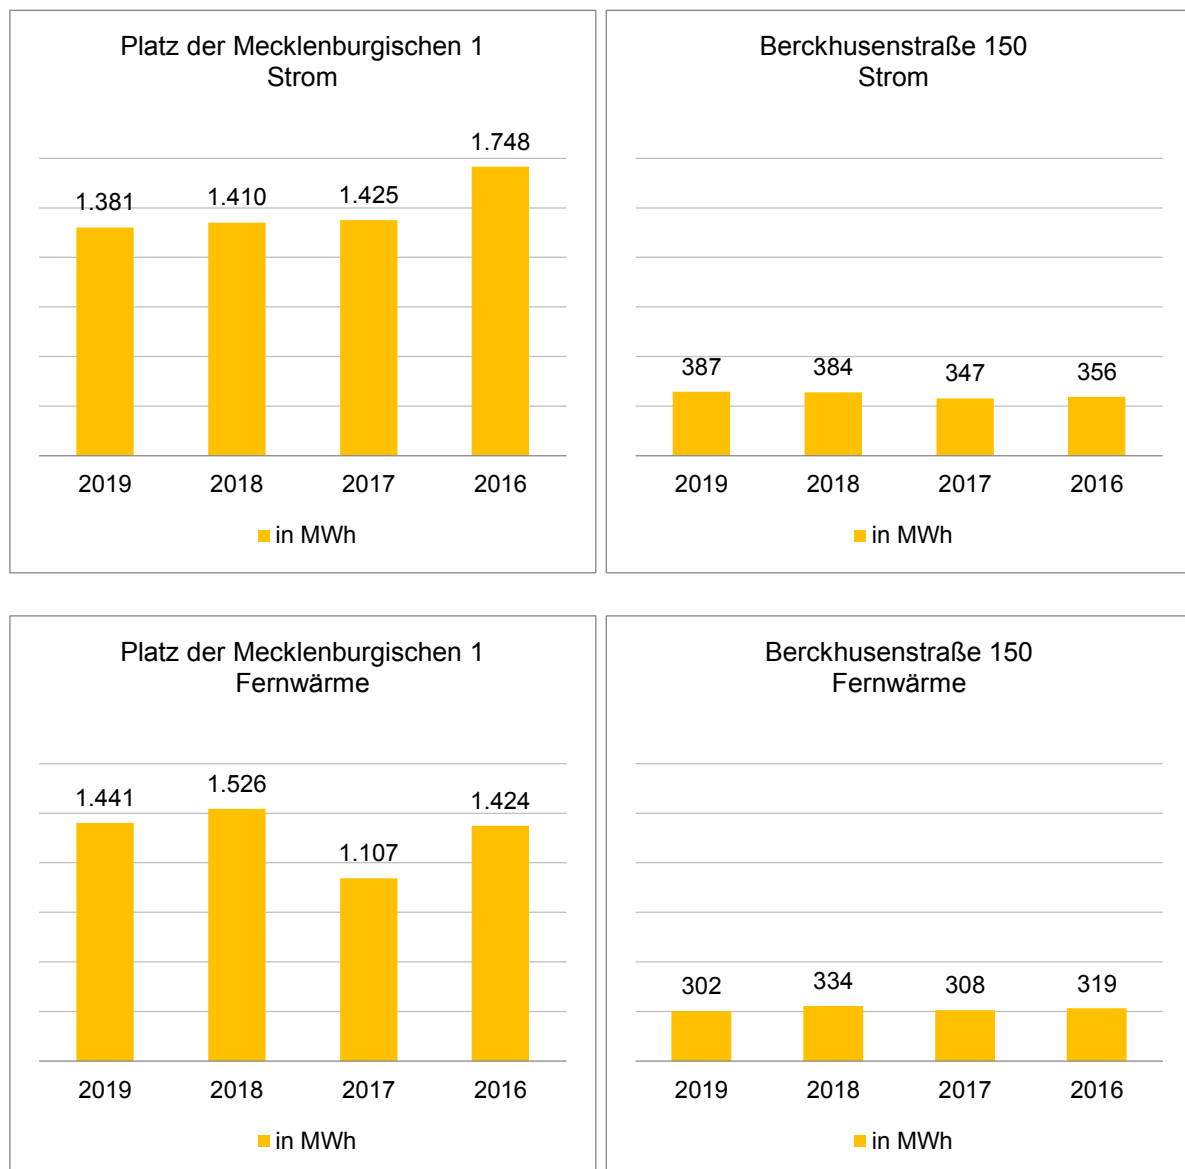 Platz der Mecklenburgischen 1
Strom
1.381
1.410
1.425
1.748
2019
2018
2017
2016
in MWh
Berckhusenstraße 150
Strom
387
384
347
356
2019
2018
2017
2016
in MWh
Platz der Mecklenburgischen 1
Fernwärme
1.441
1.526
1.107
1.424
2019
2018
2017
2016
in MWh
Berckhusenstraße 150
Fernwärme
302
334
308
319
2019
2018
2017
2016
in MWh